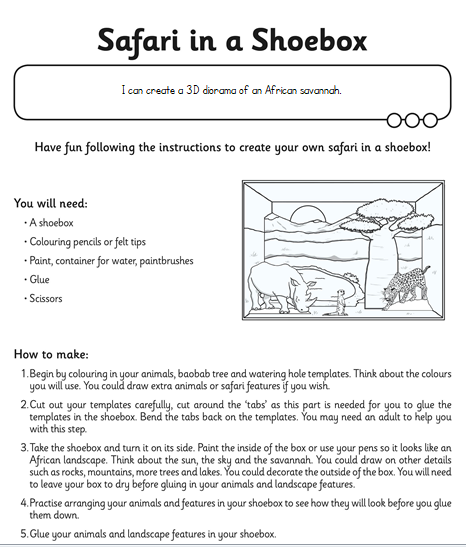 Safari in a Shoebox
I can create a 3D diorama of an African savannah.
Have fun following the instructions to create your own safari in a shoebox!
You will need:
• A shoebox
• Colouring pencils or felt tips
• Paint, container for water, paintbrushes
• Glue
• Scissors
How to make:
1. Begin by colouring in your animals, baobab tree and watering hole templates. Think about the colours
you will use. You could draw extra animals or safari features if you wish.
2. Cut out your templates carefully, cut around the ‘tabs’ as this part is needed for you to glue the
templates in the shoebox. Bend the tabs back on the templates. You may need an adult to help you
with this step.
3. Take the shoebox and turn it on its side. Paint the inside of the box or use your pens so it looks like an
African landscape. Think about the sun, the sky and the savannah. You could draw on other details
such as rocks, mountains, more trees and lakes. You could decorate the outside of the box. You will need
to leave your box to dry before gluing in your animals and landscape features.
4. Practise arranging your animals and features in your shoebox to see how they will look before you glue
them down.
5. Glue your animals and landscape features in your shoebox.